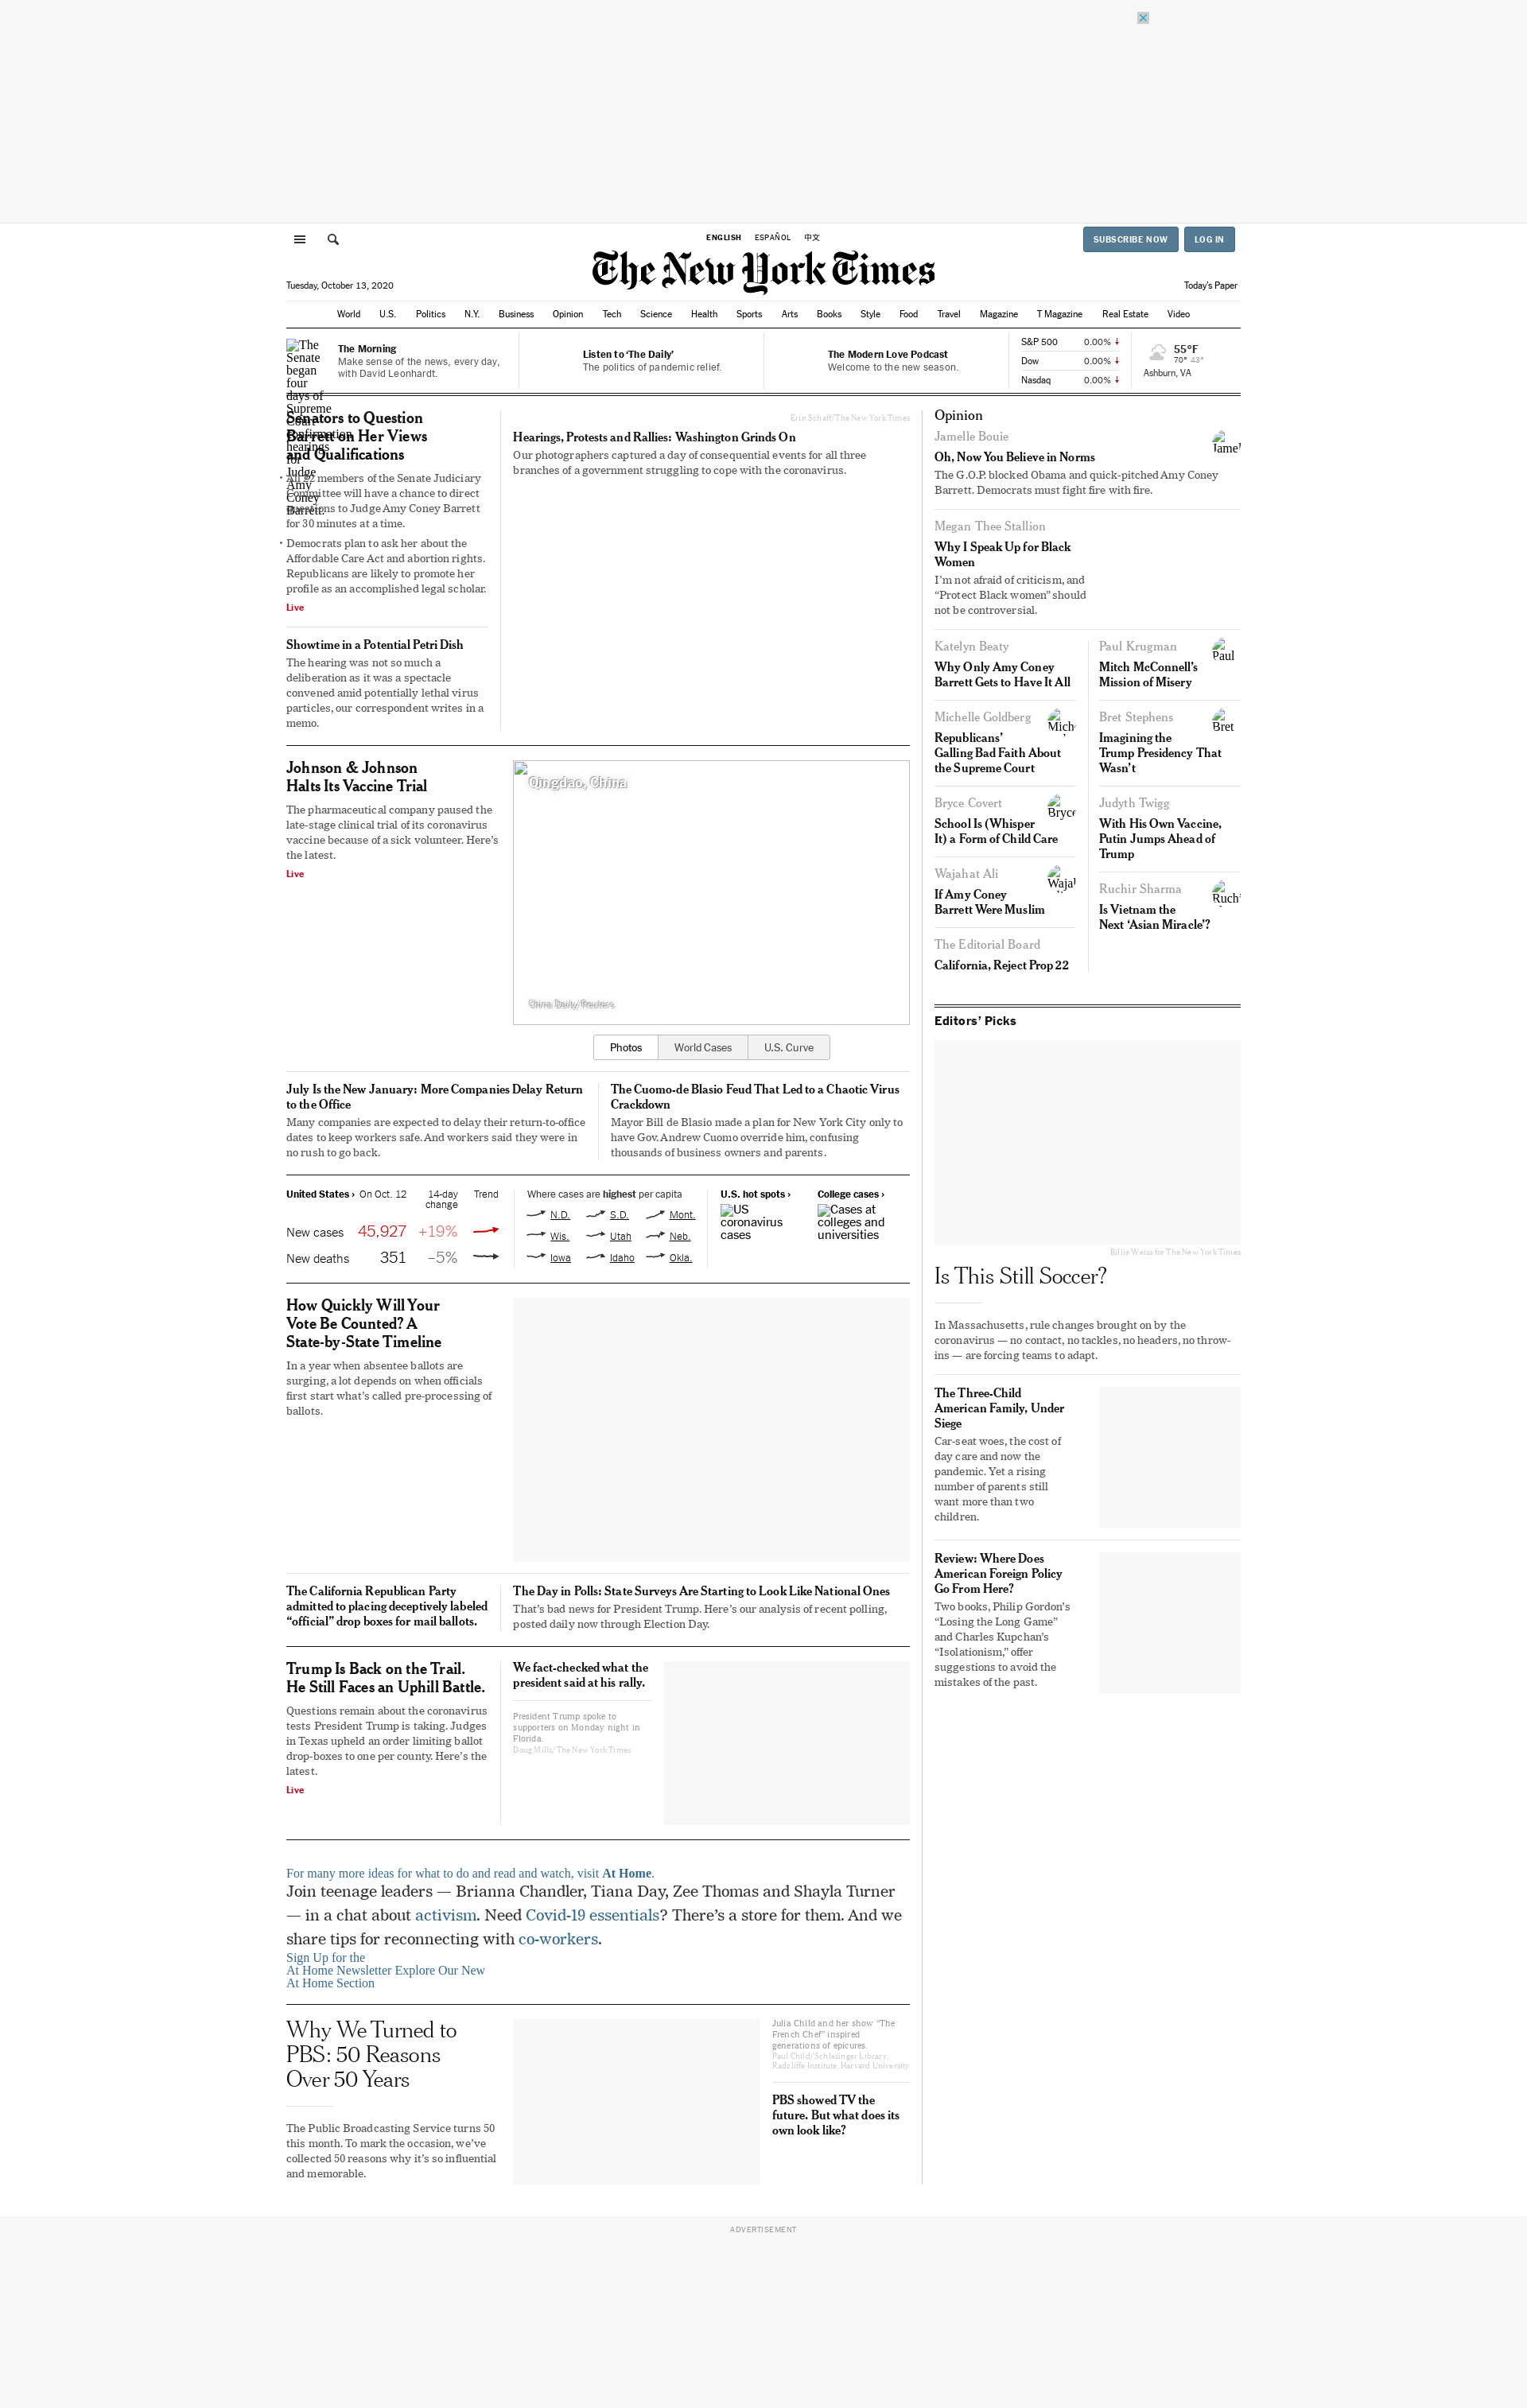 ENGLISH ESPAÑOL 中文
SUBSCRIBE NOW
LOG IN
The New York Times
Tuesday, October 13, 2020
Today's Paper
World U.S. Politics N.Y. Business Opinion Tech Science Health Sports Arts Books Style Food Travel Magazine T Magazine Real Estate Video
The Morning
Make sense of the news, every day,
with David Leonhardt.
Listen to ‘The Daily’
The politics of pandemic relief.
The Modern Love Podcast
Welcome to the new season.
S&P 500 0.00%
Dow 0.00%
Nasdaq 0.00%
55°F
70° 43°
Ashburn, VA
The
Senate
began
four
days of
Supreme
Court
confirmation
hearings
for
Judge
Amy
Coney
Barrett.
Senators to Question
Barrett on Her Views
and Qualifications
All 22 members of the Senate Judiciary
Committee will have a chance to direct
questions to Judge Amy Coney Barrett
for 30 minutes at a time.
Democrats plan to ask her about the
Affordable Care Act and abortion rights.
Republicans are likely to promote her
profile as an accomplished legal scholar.
Live
Showtime in a Potential Petri Dish
The hearing was not so much a
deliberation as it was a spectacle
convened amid potentially lethal virus
particles, our correspondent writes in a
memo.
Erin Schaff/The New York Times
Hearings, Protests and Rallies: Washington Grinds On
Our photographers captured a day of consequential events for all three
branches of a government struggling to cope with the coronavirus.
Johnson & Johnson
Halts Its Vaccine Trial
The pharmaceutical company paused the
late-stage clinical trial of its coronavirus
vaccine because of a sick volunteer. Here’s
the latest.
Live
Qingdao, China
China Daily/Reuters
Photos World Cases U.S. Curve
July Is the New January: More Companies Delay Return
to the Office
Many companies are expected to delay their return-to-office
dates to keep workers safe. And workers said they were in
no rush to go back.
The Cuomo-de Blasio Feud That Led to a Chaotic Virus
Crackdown
Mayor Bill de Blasio made a plan for New York City only to
have Gov. Andrew Cuomo override him, confusing
thousands of business owners and parents.
United States › On Oct. 12 14-day
change Trend
New cases 45,927 +19%
New deaths 351 –5%
Where cases are highest per capita
N.D. S.D. Mont.
Wis. Utah Neb.
Iowa Idaho Okla.
U.S. hot spots ›
US
coronavirus
cases
College cases ›
Cases at
colleges and
universities
How Quickly Will Your
Vote Be Counted? A
State-by-State Timeline
In a year when absentee ballots are
surging, a lot depends on when officials
first start what’s called pre-processing of
ballots.
The California Republican Party
admitted to placing deceptively labeled
“official” drop boxes for mail ballots.
The Day in Polls: State Surveys Are Starting to Look Like National Ones
That’s bad news for President Trump. Here’s our analysis of recent polling,
posted daily now through Election Day.
Trump Is Back on the Trail.
He Still Faces an Uphill Battle.
Questions remain about the coronavirus
tests President Trump is taking. Judges
in Texas upheld an order limiting ballot
drop-boxes to one per county. Here’s the
latest.
Live
We fact-checked what the
president said at his rally.
President Trump spoke to
supporters on Monday night in
Florida.
Doug Mills/The New York Times
For many more ideas for what to do and read and watch, visit At Home.
Join teenage leaders — Brianna Chandler, Tiana Day, Zee Thomas and Shayla Turner
— in a chat about activism. Need Covid-19 essentials? There’s a store for them. And we
share tips for reconnecting with co-workers.
Sign Up for the
At Home Newsletter Explore Our New
At Home Section
Why We Turned to
PBS: 50 Reasons
Over 50 Years
The Public Broadcasting Service turns 50
this month. To mark the occasion, we’ve
collected 50 reasons why it’s so influential
and memorable.
Julia Child and her show “The
French Chef” inspired
generations of epicures.
Paul Child/Schlesinger Library,
Radcliffe Institute, Harvard University
PBS showed TV the
future. But what does its
own look like?
Opinion
Jamelle Bouie
Jamel
Oh, Now You Believe in Norms
The G.O.P. blocked Obama and quick-pitched Amy Coney
Barrett. Democrats must fight fire with fire.
Megan Thee Stallion
Why I Speak Up for Black
Women
I’m not afraid of criticism, and
“Protect Black women” should
not be controversial.
Katelyn Beaty
Why Only Amy Coney
Barrett Gets to Have It All
Michelle Goldberg
Republicans’
Galling Bad Faith About
the Supreme Court
Bryce Covert
Bryce
School Is (Whisper
It) a Form of Child Care
Wajahat Ali
If Amy Coney
Barrett Were Muslim
The Editorial Board
California, Reject Prop 22
Paul Krugman
Paul
Mitch McConnell’s
Mission of Misery
Bret Stephens
Bret
Imagining the
Trump Presidency That
Wasn’t
Judyth Twigg
With His Own Vaccine,
Putin Jumps Ahead of
Trump
Ruchir Sharma
Is Vietnam the
Next ‘Asian Miracle’?
Editors’ Picks
Billie Weiss for The New York Times
Is This Still Soccer?
In Massachusetts, rule changes brought on by the
coronavirus — no contact, no tackles, no headers, no throw-
ins — are forcing teams to adapt.
The Three-Child
American Family, Under
Siege
Car-seat woes, the cost of
day care and now the
pandemic. Yet a rising
number of parents still
want more than two
children.
Review: Where Does
American Foreign Policy
Go From Here?
Two books, Philip Gordon’s
“Losing the Long Game”
and Charles Kupchan’s
“Isolationism,” offer
suggestions to avoid the
mistakes of the past.
ADVERTISEMENT